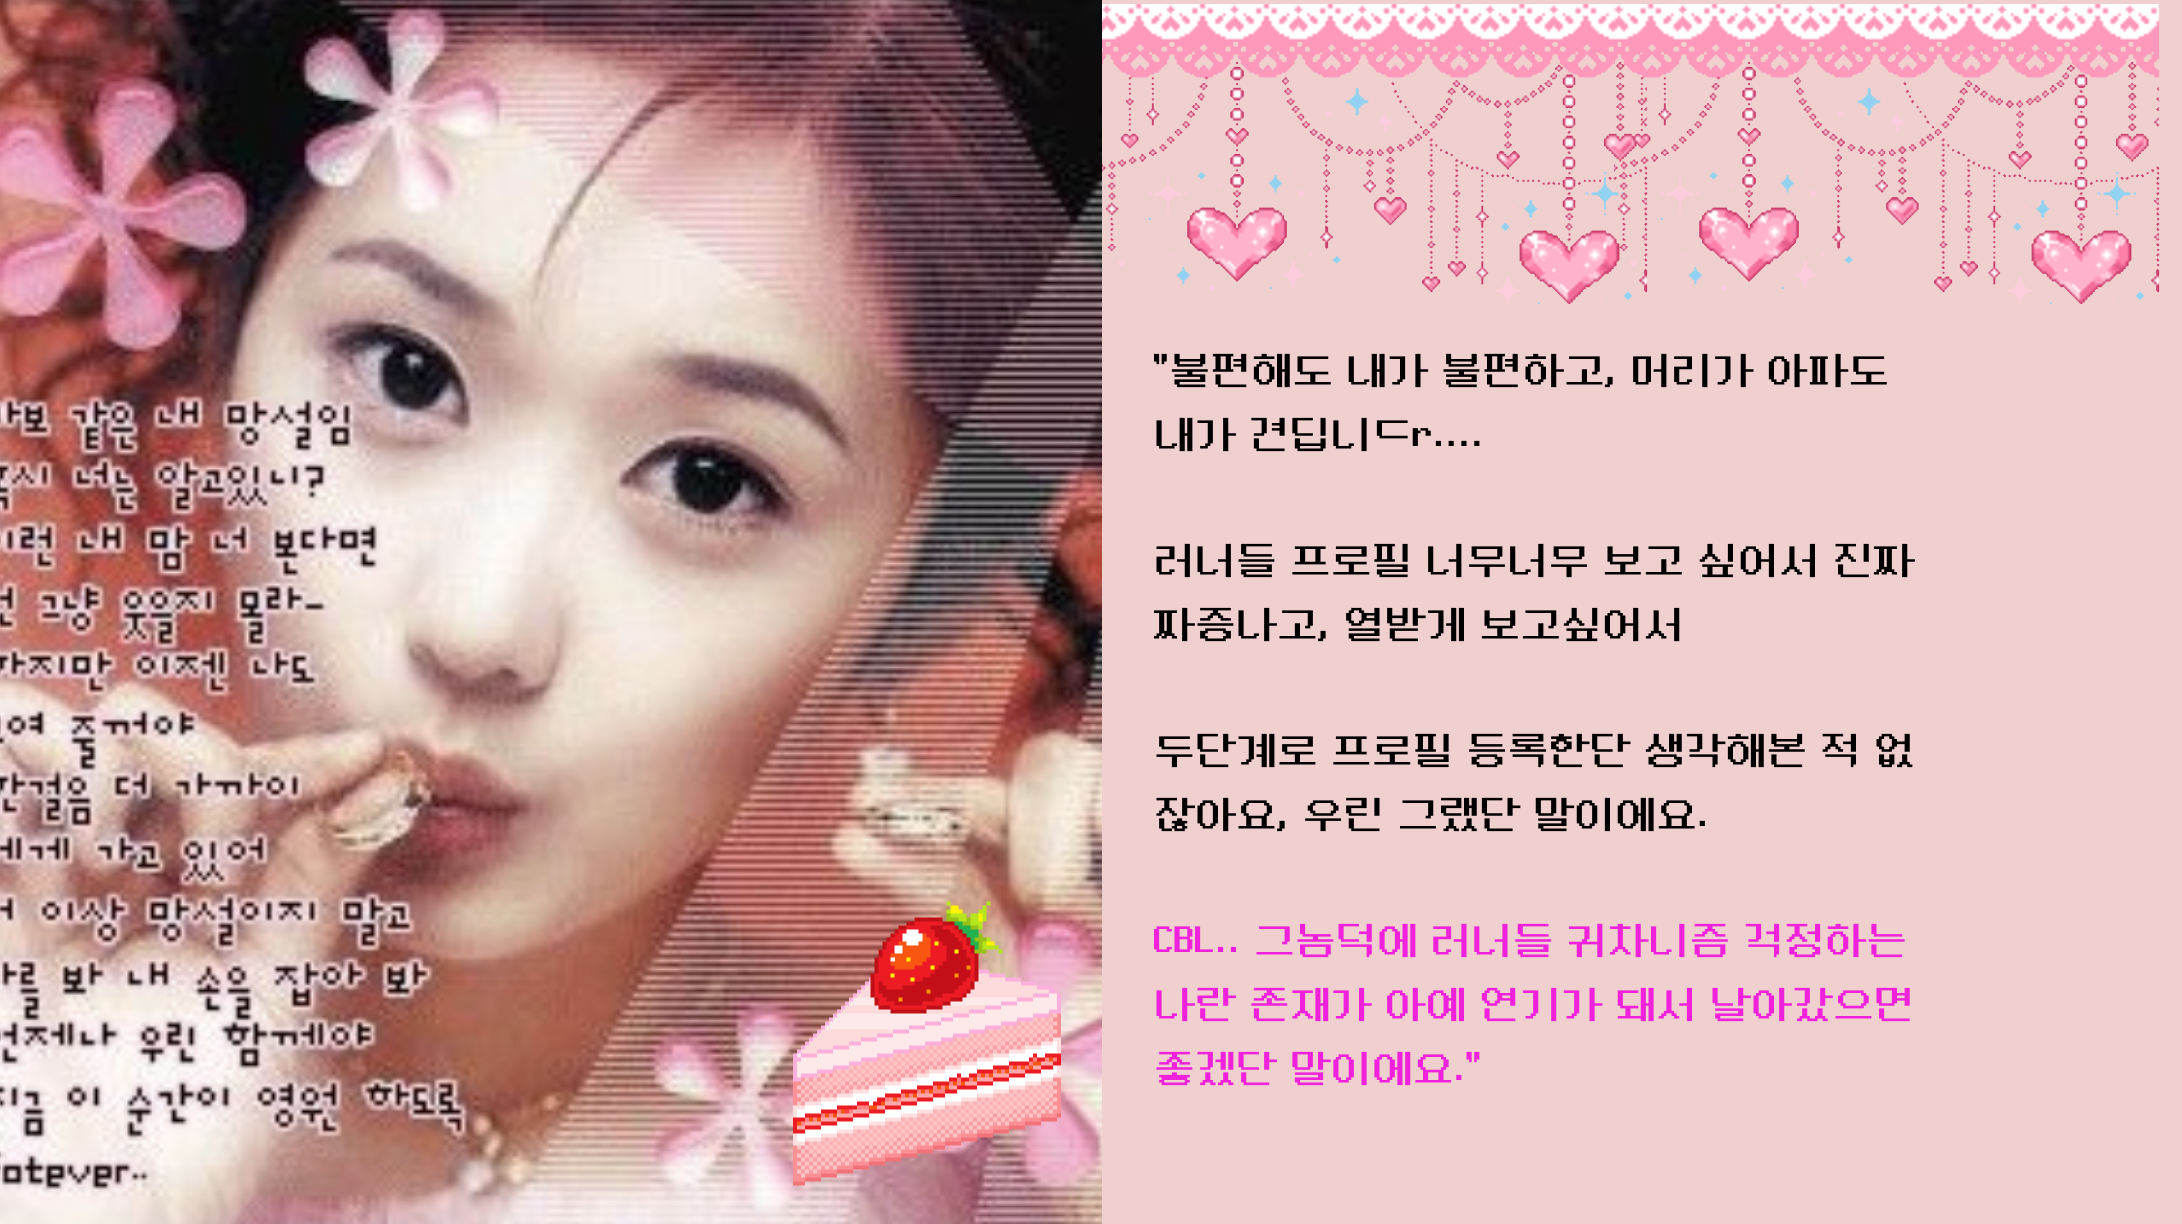 같은 내 망설임
너는 알고있니?
내 맘 너 본다면
그냥 웃을지 몰라~
이젠 나도
줄꺼야
더 가까이
가고 있어
이상 망설이지 말고
봐 내 손을 잡아 봐
우린 함께야
이 순간이 영원 하도록
"불편해도 내가 불편하고, 머리가 아파도
내가 견딥니ㄷr....
러너들 프로필 너무너무 보고 싶어서 진짜
짜증나고, 열받게 보고싶어서
두단계로 프로필 등록한단 생각해본 적 없
잖아요, 우린 그랬단 말이에요.
CBL.. 그놈덕에 러너들 귀차니즘 걱정하는
나란 존재가 아예 연기가 돼서 날아갔으면
좋겠단 말이에요."